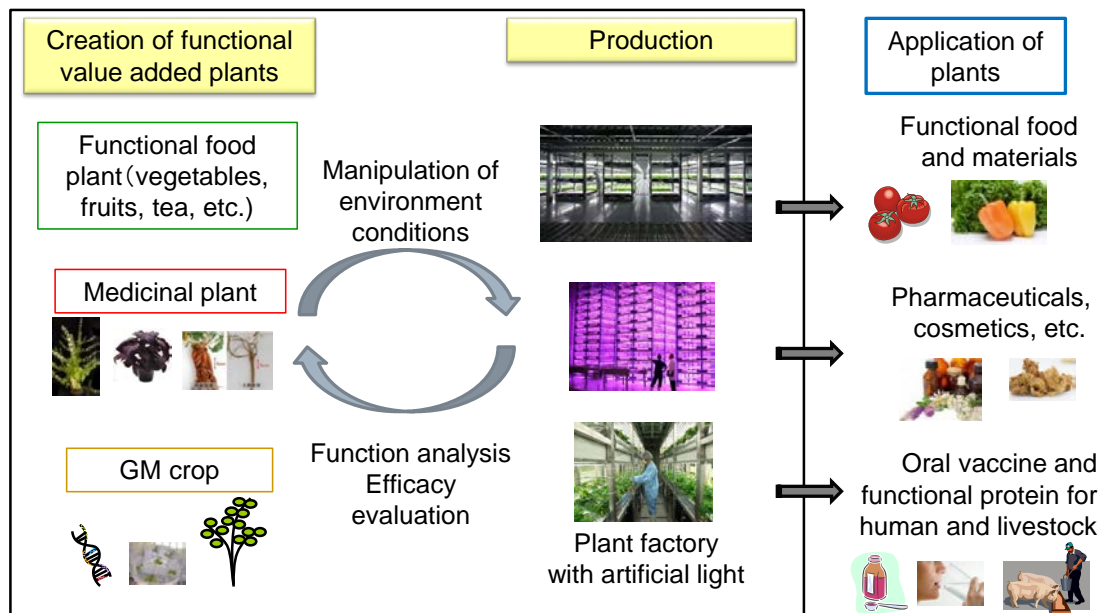 Creation of functional
value added plants
Production
Application of
plants
Functional food
plant（vegetables,
fruits, tea, etc.)
Manipulation of
environment
conditions
Functional food
and materials
Medicinal plant
Pharmaceuticals,
cosmetics, etc.
GM crop
Function analysis
Efficacy
evaluation
Plant factory
with artificial light
Oral vaccine and
functional protein for
human and livestock